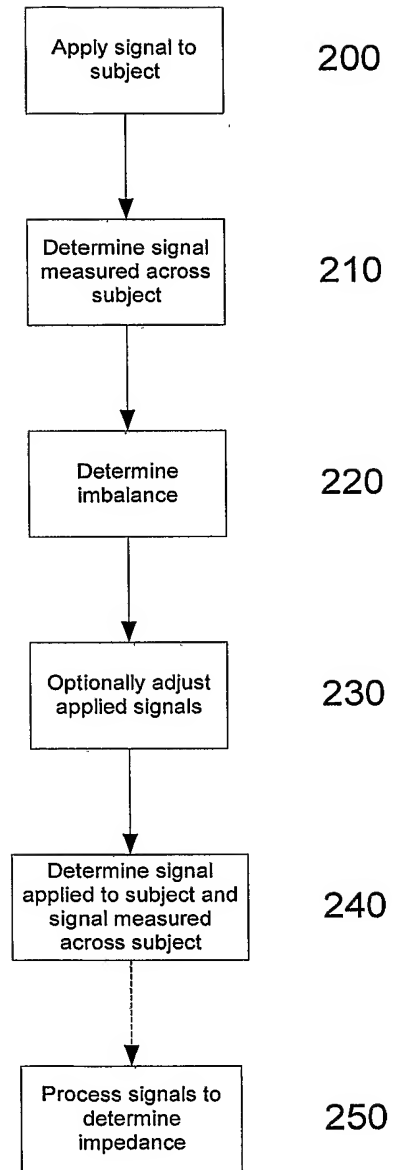 Apply signal to
subject
200
Determine signal
measured across
subject
210
Determine
imbalance
220
Optionally adjust
applied signals
230
Determine signal
applied to subject and
signal measured
across subject
240
Process signals to
determine
impedance
250